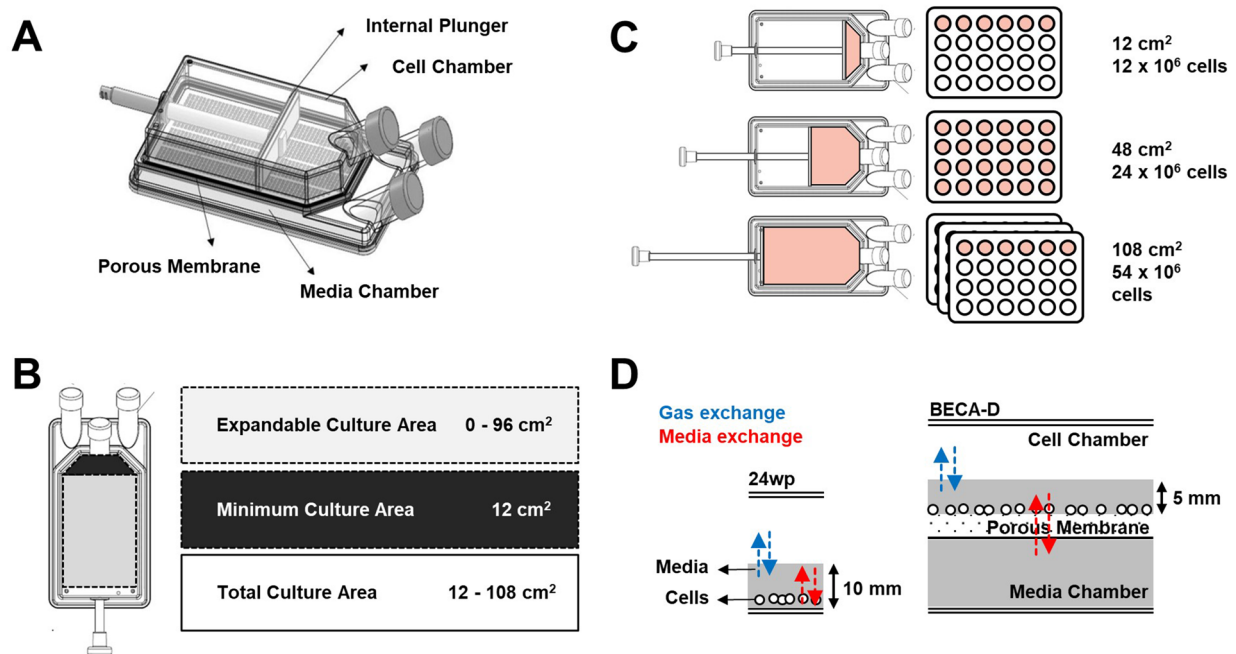 A
Internal Plunger
Cell Chamber
Porous Membrane
Media Chamber
B
Expandable Culture Area 0 - 96 cm²
Minimum Culture Area 12 cm²
Total Culture Area 12 - 108 cm²
C
12 cm²
12 x 10⁶ cells
48 cm²
24 x 10⁶ cells
108 cm²
54 x 10⁶
cells
D
Gas exchange
Media exchange
24wp
Media
Cells
10 mm
BECA-D
Cell Chamber
5 mm
Porous Membrane
Media Chamber